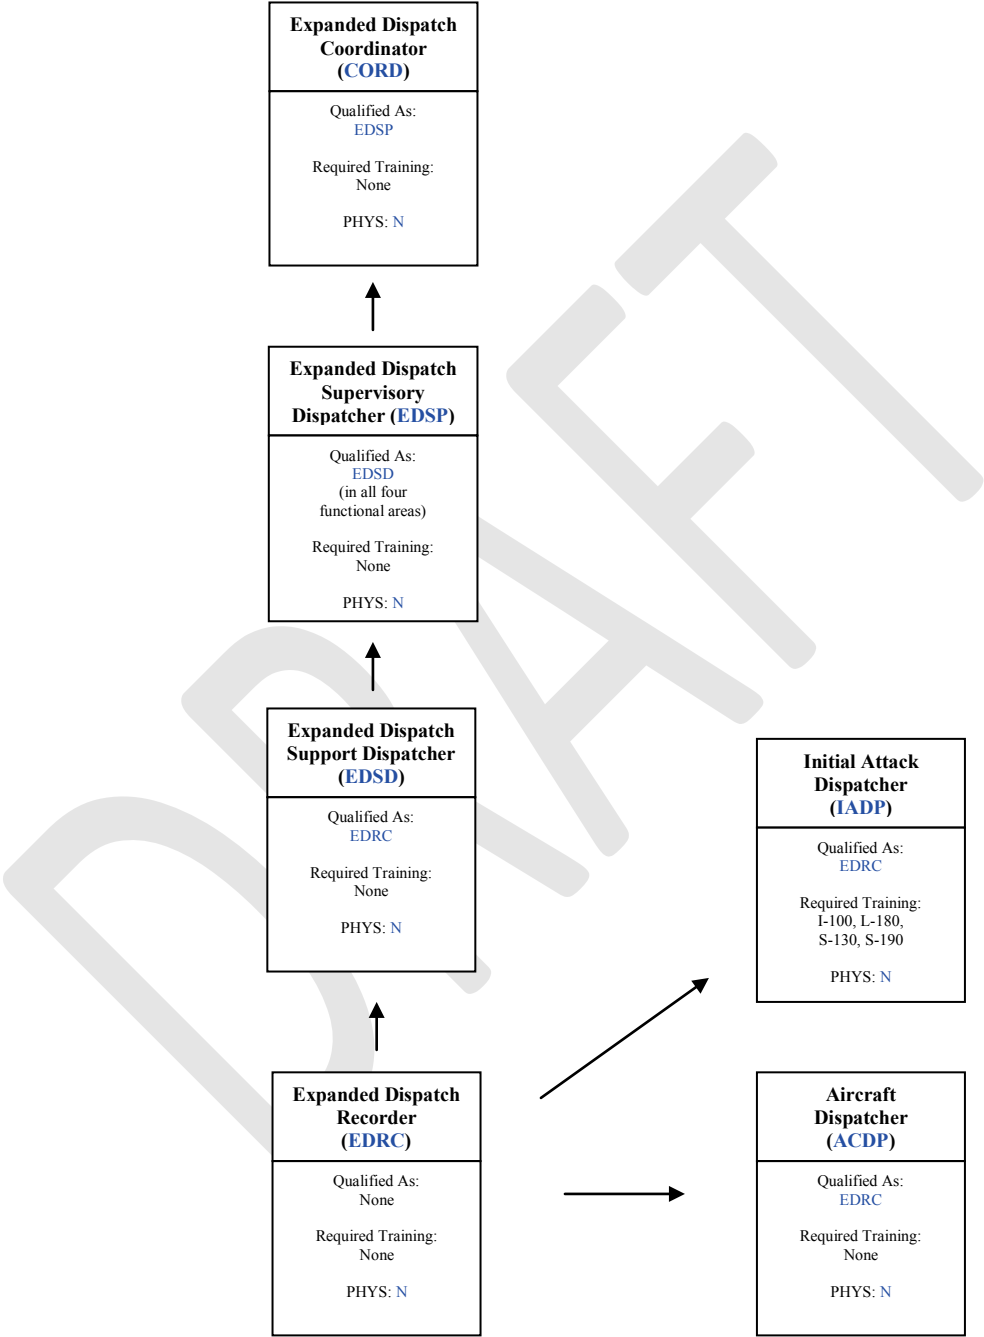 Expanded Dispatch
Coordinator
(CORD)
Qualified As:
EDSP
Required Training:
None
PHYS: N
Expanded Dispatch
Supervisory
Dispatcher (EDSP)
Qualified As:
EDSD
(in all four
functional areas)
Required Training:
None
PHYS: N
Expanded Dispatch
Support Dispatcher
(EDSD)
Qualified As:
EDRC
Required Training:
None
PHYS: N
Initial Attack
Dispatcher
(IADP)
Qualified As:
EDRC
Required Training:
I-100, L-180,
S-130, S-190
PHYS: N
Expanded Dispatch
Recorder
(EDRC)
Qualified As:
None
Required Training:
None
PHYS: N
Aircraft
Dispatcher
(ACDP)
Qualified As:
EDRC
Required Training:
None
PHYS: N
DRAFT